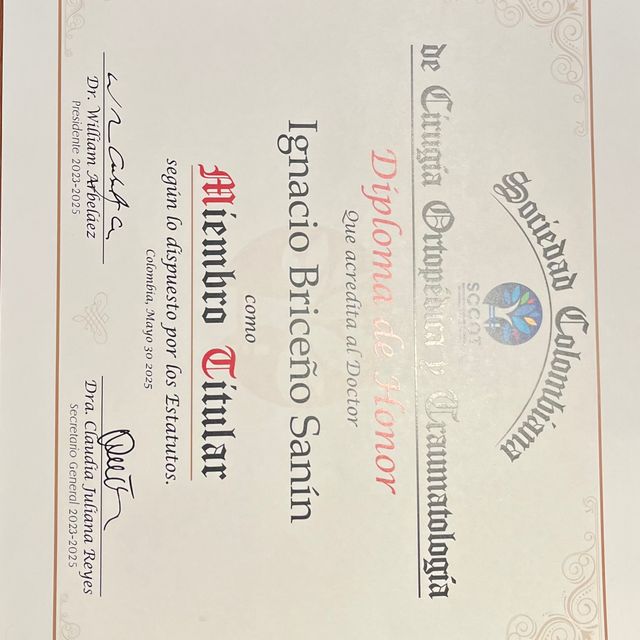 Sociedad Colombiana
SCCOT
de Cirugía Ortopédica y Traumatología
Diploma de Honor
Que acredita al Doctor
Ignacio Briceño Sanín
como
Miembro Titular
según lo dispuesto por los Estatutos.
Colombia, Mayo 30 2025
Dr. William Arbeláez
Presidente 2023-2025
Dra. Claudia Juliana Reyes
Secretario General 2023-2025